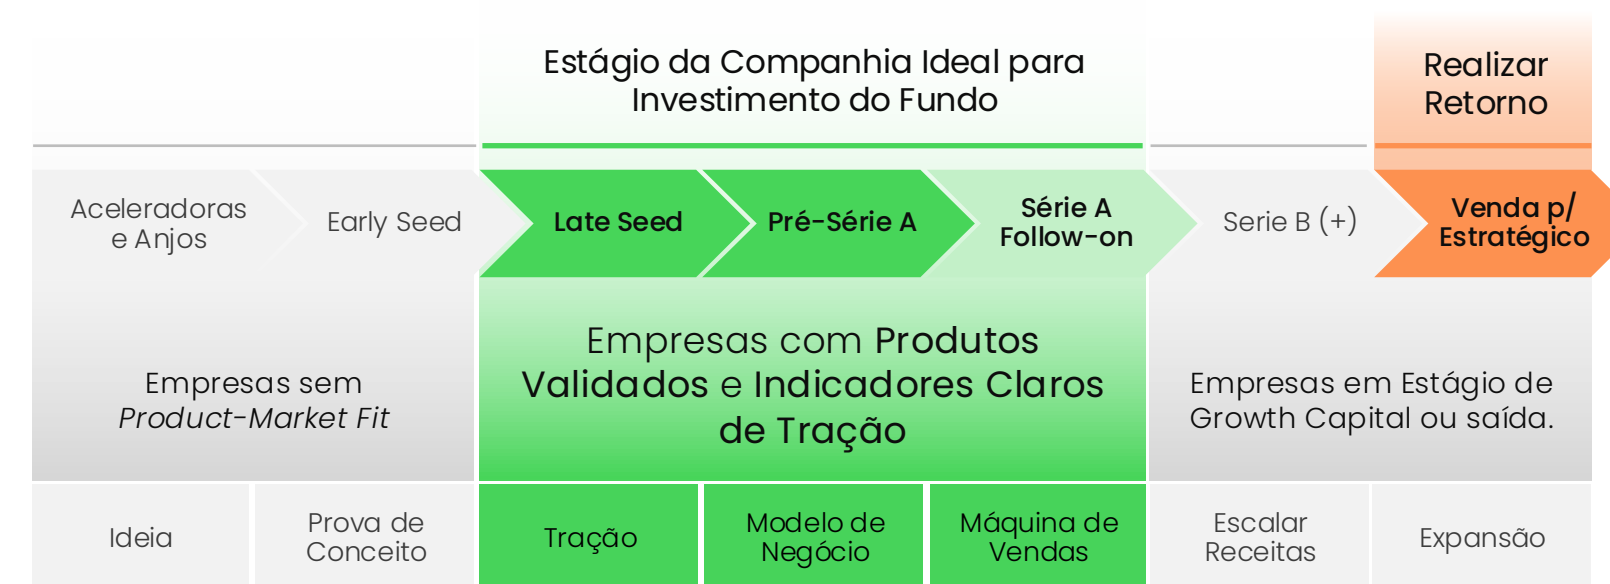 Estágio da Companhia Ideal para
Investimento do Fundo
Realizar
Retorno
Aceleradoras
e Anjos
Early Seed
Late Seed
Pré-Série A
Série A
Follow-on
Serie B (+)
Venda p/
Estratégico
Empresas sem
Product-Market Fit
Empresas com Produtos
Validados e Indicadores Claros
de Tração
Empresas em Estágio de
Growth Capital ou saída.
Ideia
Prova de
Conceito
Tração
Modelo de
Negócio
Máquina de
Vendas
Escalar
Receitas
Expansão